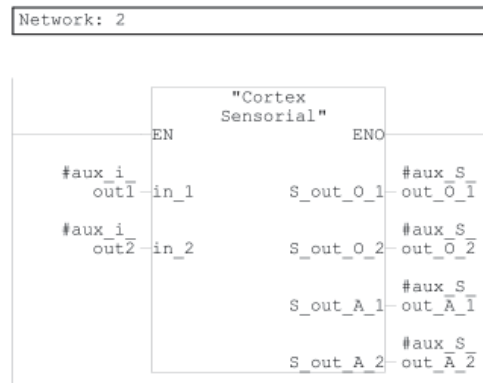 Network: 2
"Cortex
Sensorial"
EN ENO
#aux_i_
out1 in_1
#aux_S_
S_out_O_1 out_O_1
#aux_i_
out2 in_2
#aux_S_
S_out_O_2 out_O_2
#aux_S_
S_out_A_1 out_A_1
#aux_S_
S_out_A_2 out_A_2